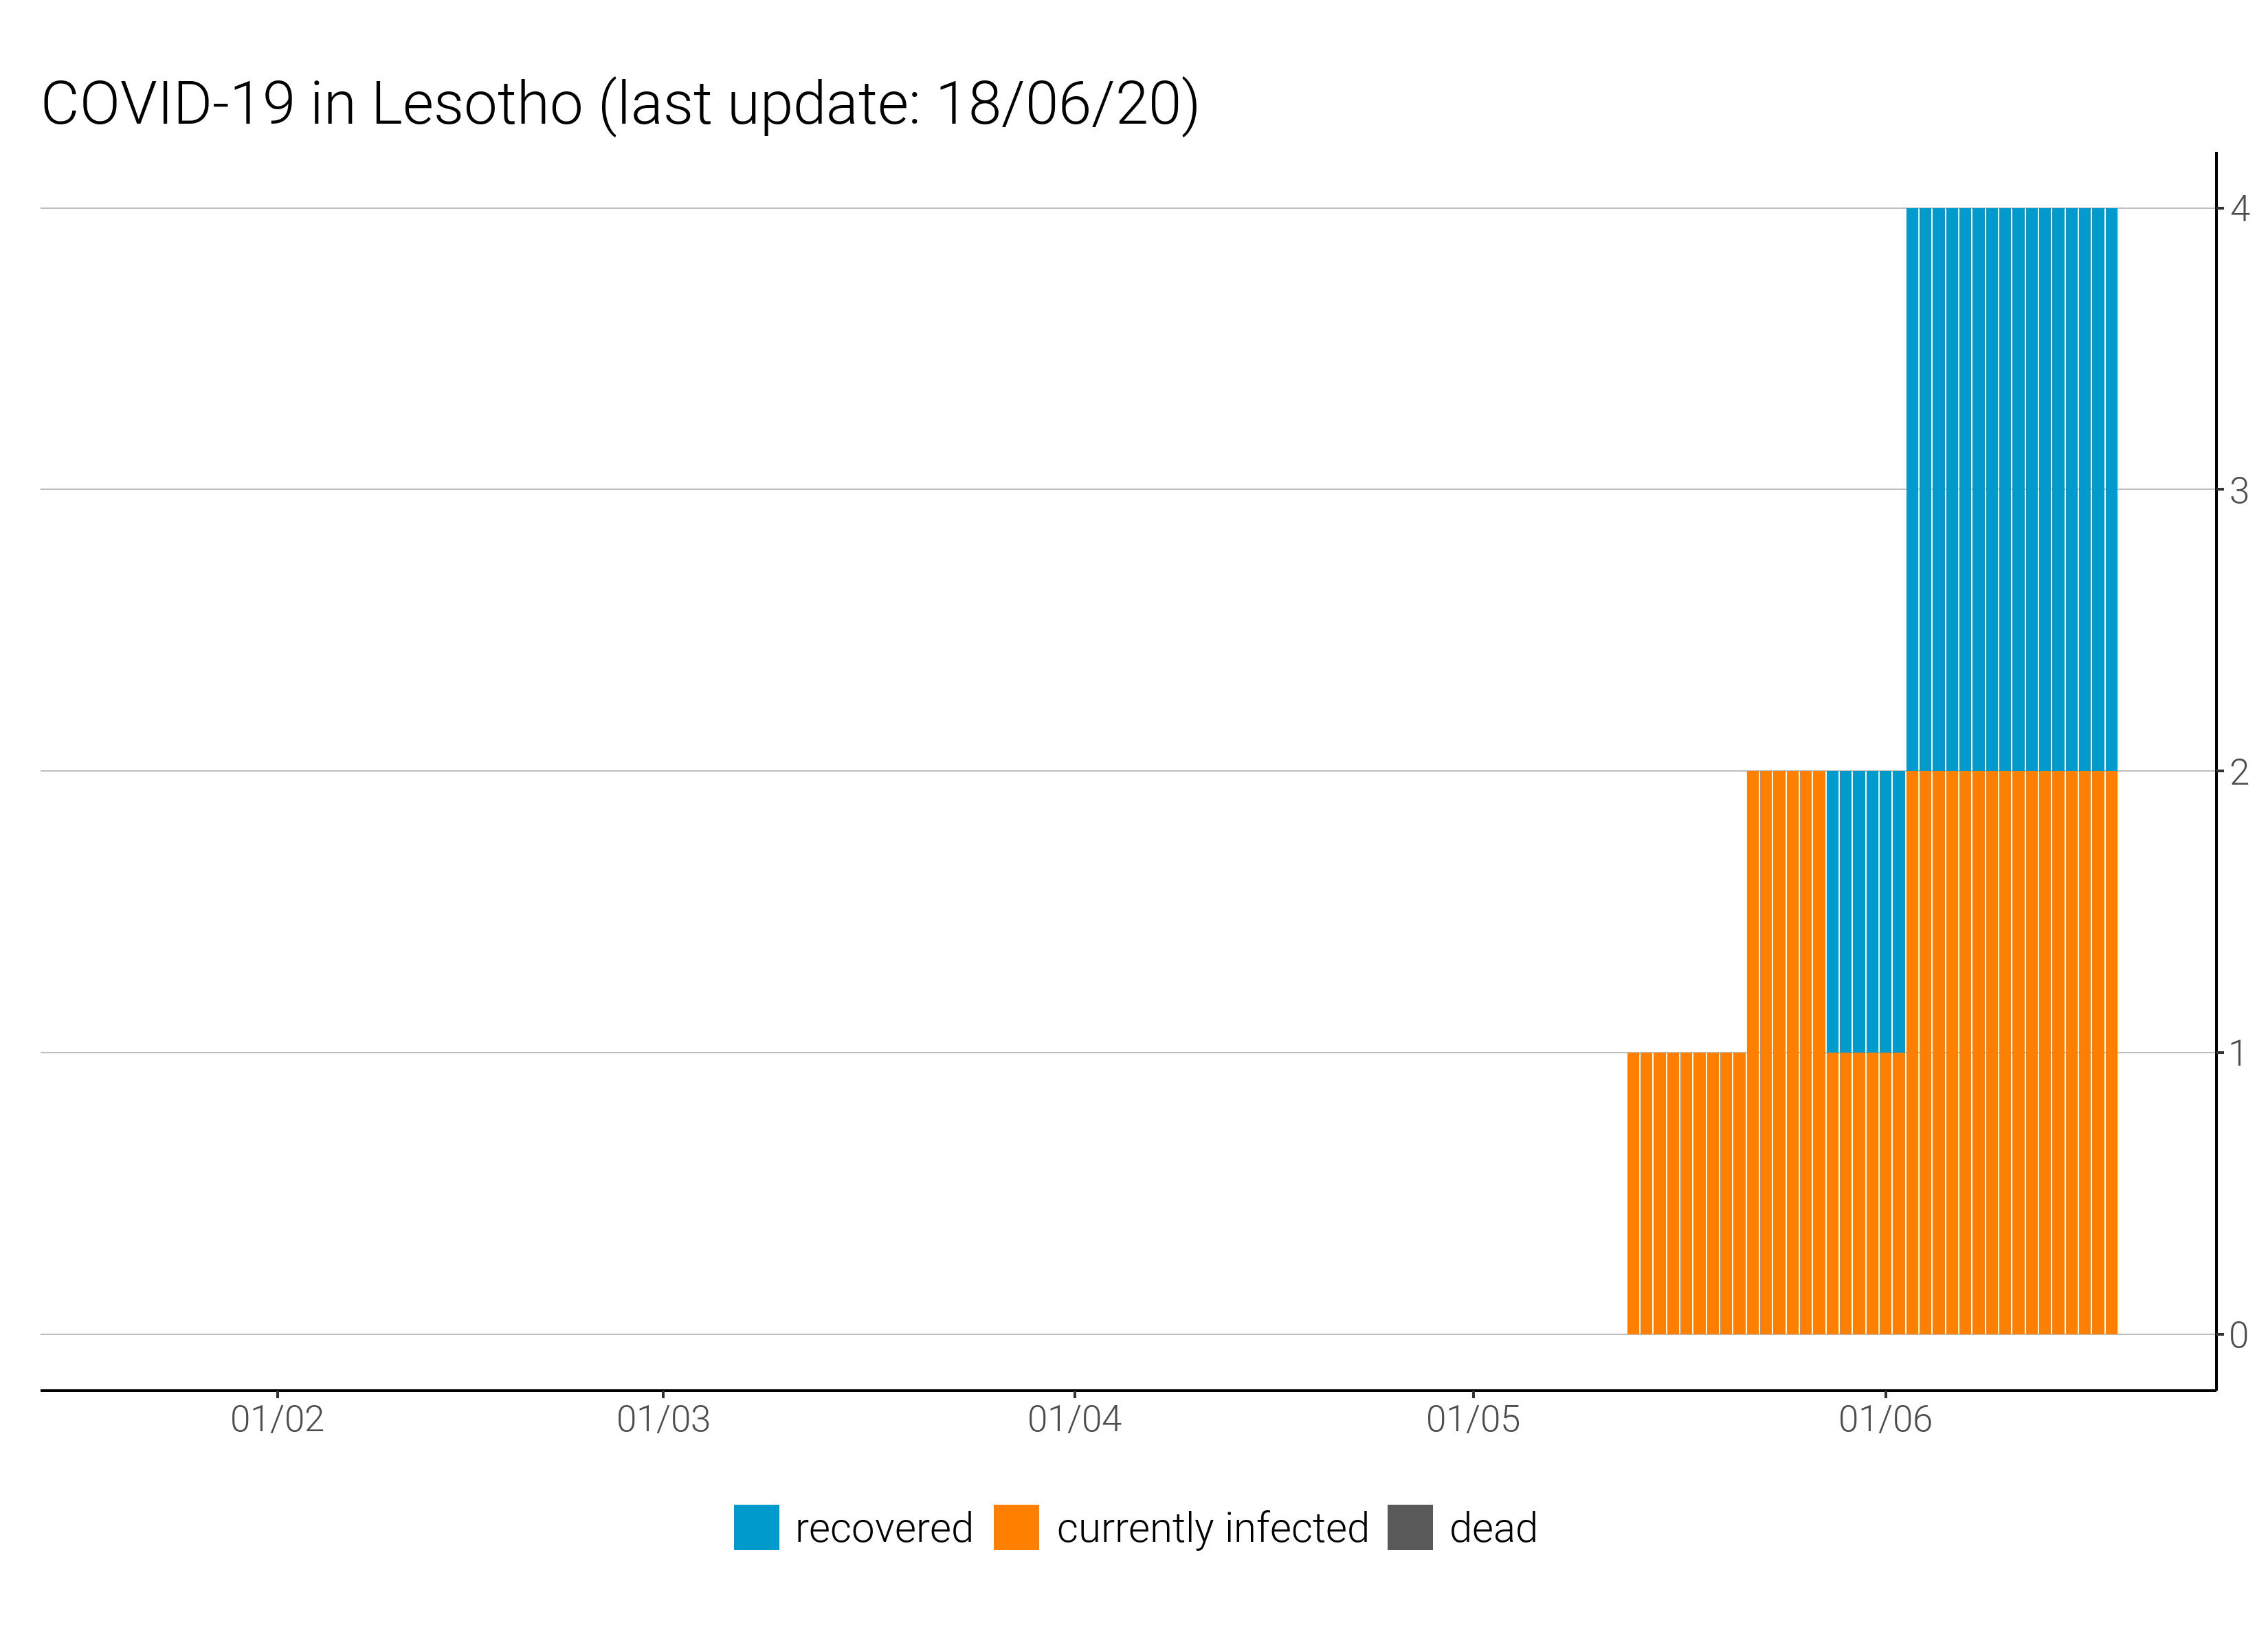 COVID-19 in Lesotho (last update: 18/06/20)
4
3
2
1
0
01/02 01/03 01/04 01/05 01/06
recovered currently infected dead